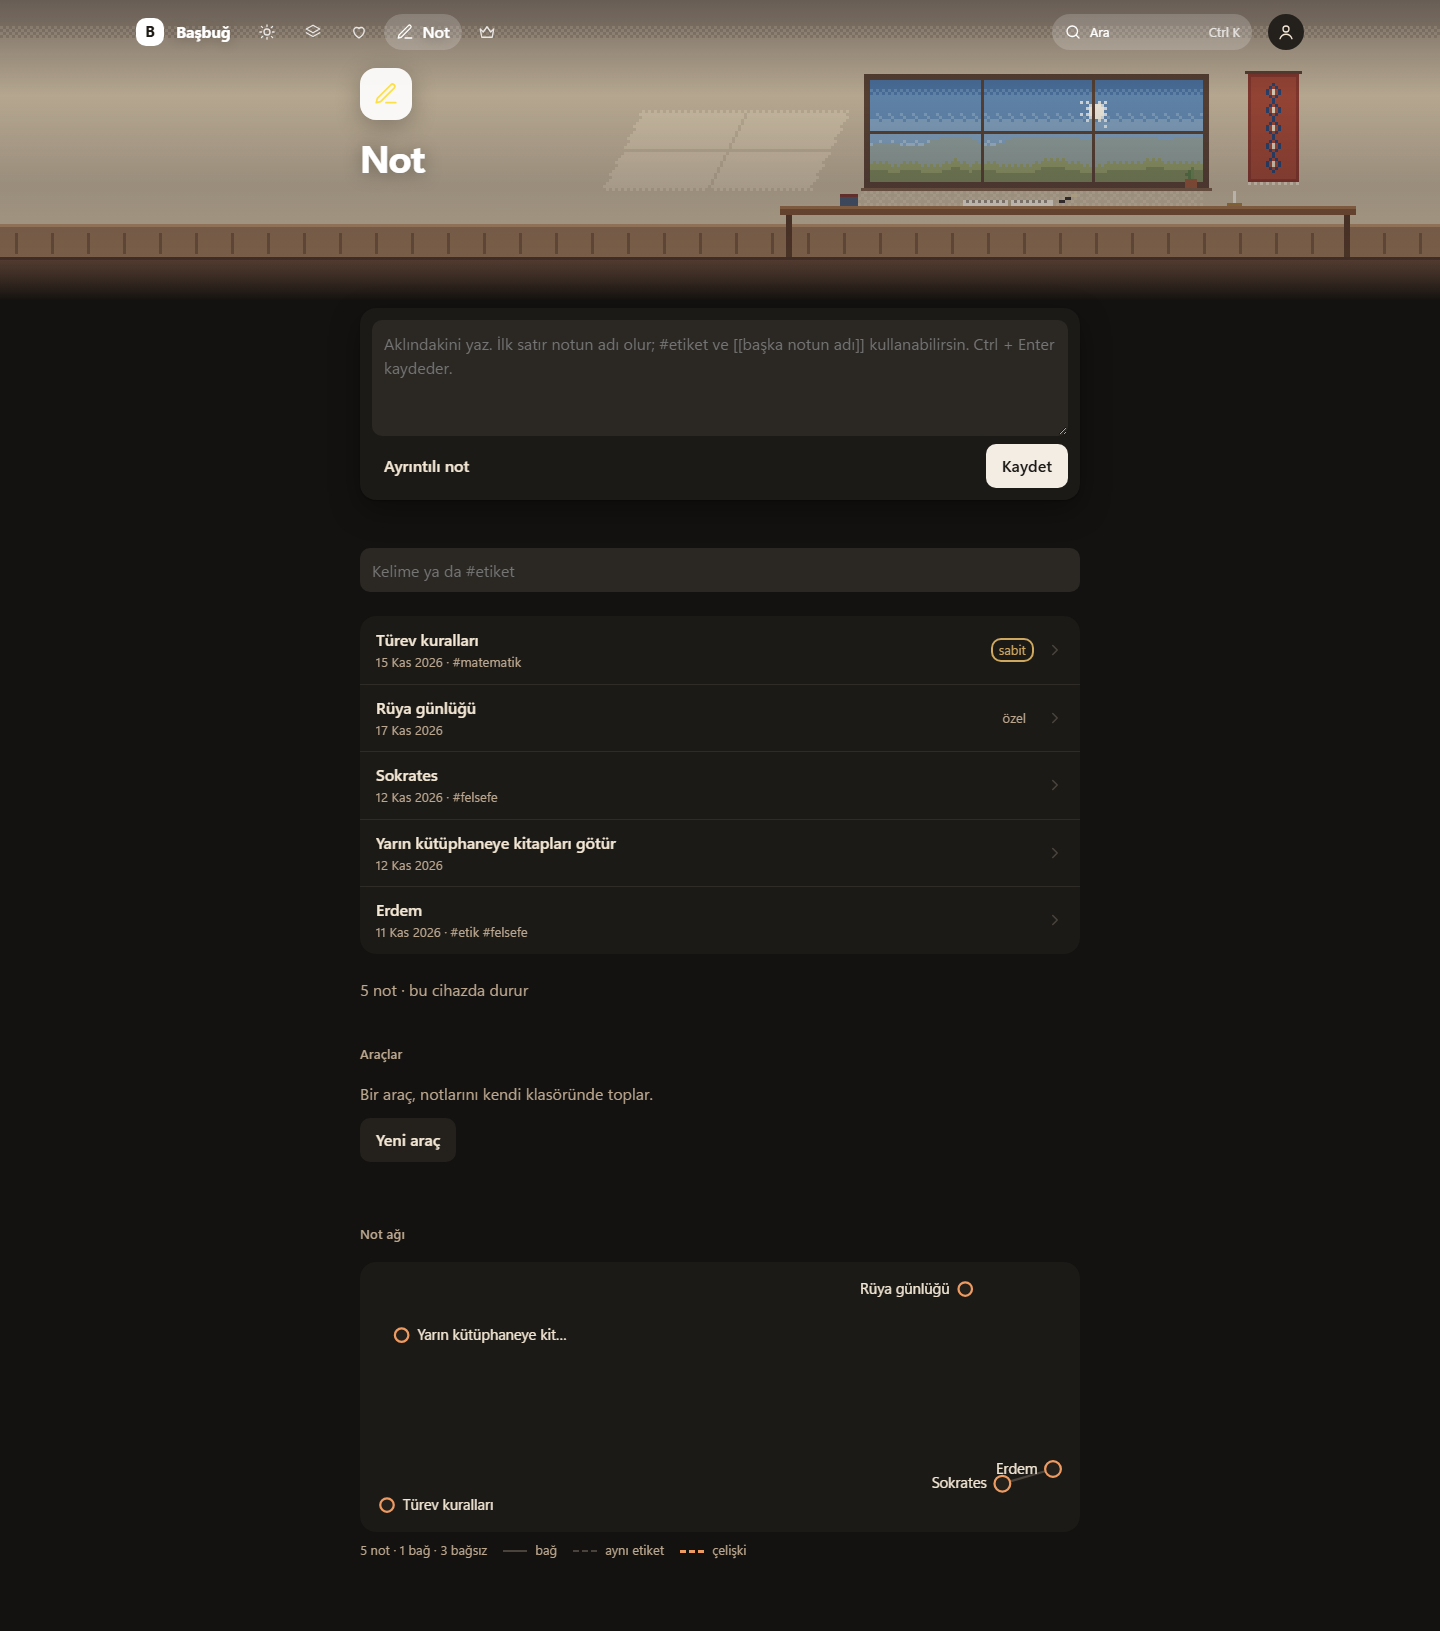 B Başbuğ Not Ara Ctrl K
Not
Aklındakini yaz. İlk satır notun adı olur; #etiket ve [[başka notun adı]] kullanabilirsin. Ctrl + Enter
kaydeder.
Ayrıntılı not Kaydet
Kelime ya da #etiket
Türev kuralları
15 Kas 2026 · #matematik
sabit
Rüya günlüğü
17 Kas 2026
özel
Sokrates
12 Kas 2026 · #felsefe
Yarın kütüphaneye kitapları götür
12 Kas 2026
Erdem
11 Kas 2026 · #etik #felsefe
5 not · bu cihazda durur
Araçlar
Bir araç, notlarını kendi klasöründe toplar.
Yeni araç
Not ağı
Rüya günlüğü
Yarın kütüphaneye kit...
Erdem
Sokrates
Türev kuralları
5 not · 1 bağ · 3 bağsız bağ aynı etiket çelişki